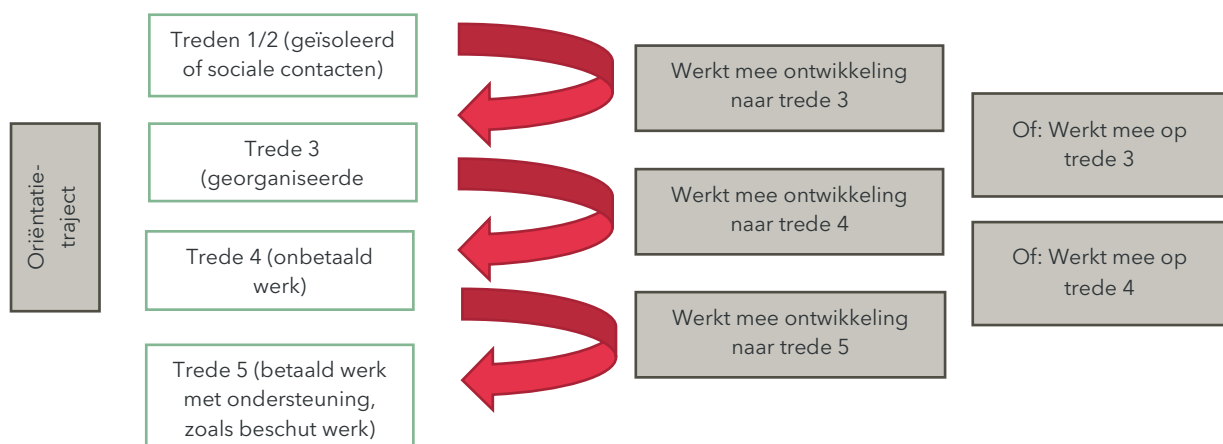 Oriëntatie-
traject
Treden 1/2 (geïsoleerd
of sociale contacten)
Trede 3
(georganiseerde
Trede 4 (onbetaald
werk)
Trede 5 (betaald werk
met ondersteuning,
zoals beschut werk)
Werkt mee ontwikkeling
naar trede 3
Werkt mee ontwikkeling
naar trede 4
Werkt mee ontwikkeling
naar trede 5
Of: Werkt mee op
trede 3
Of: Werkt mee op
trede 4